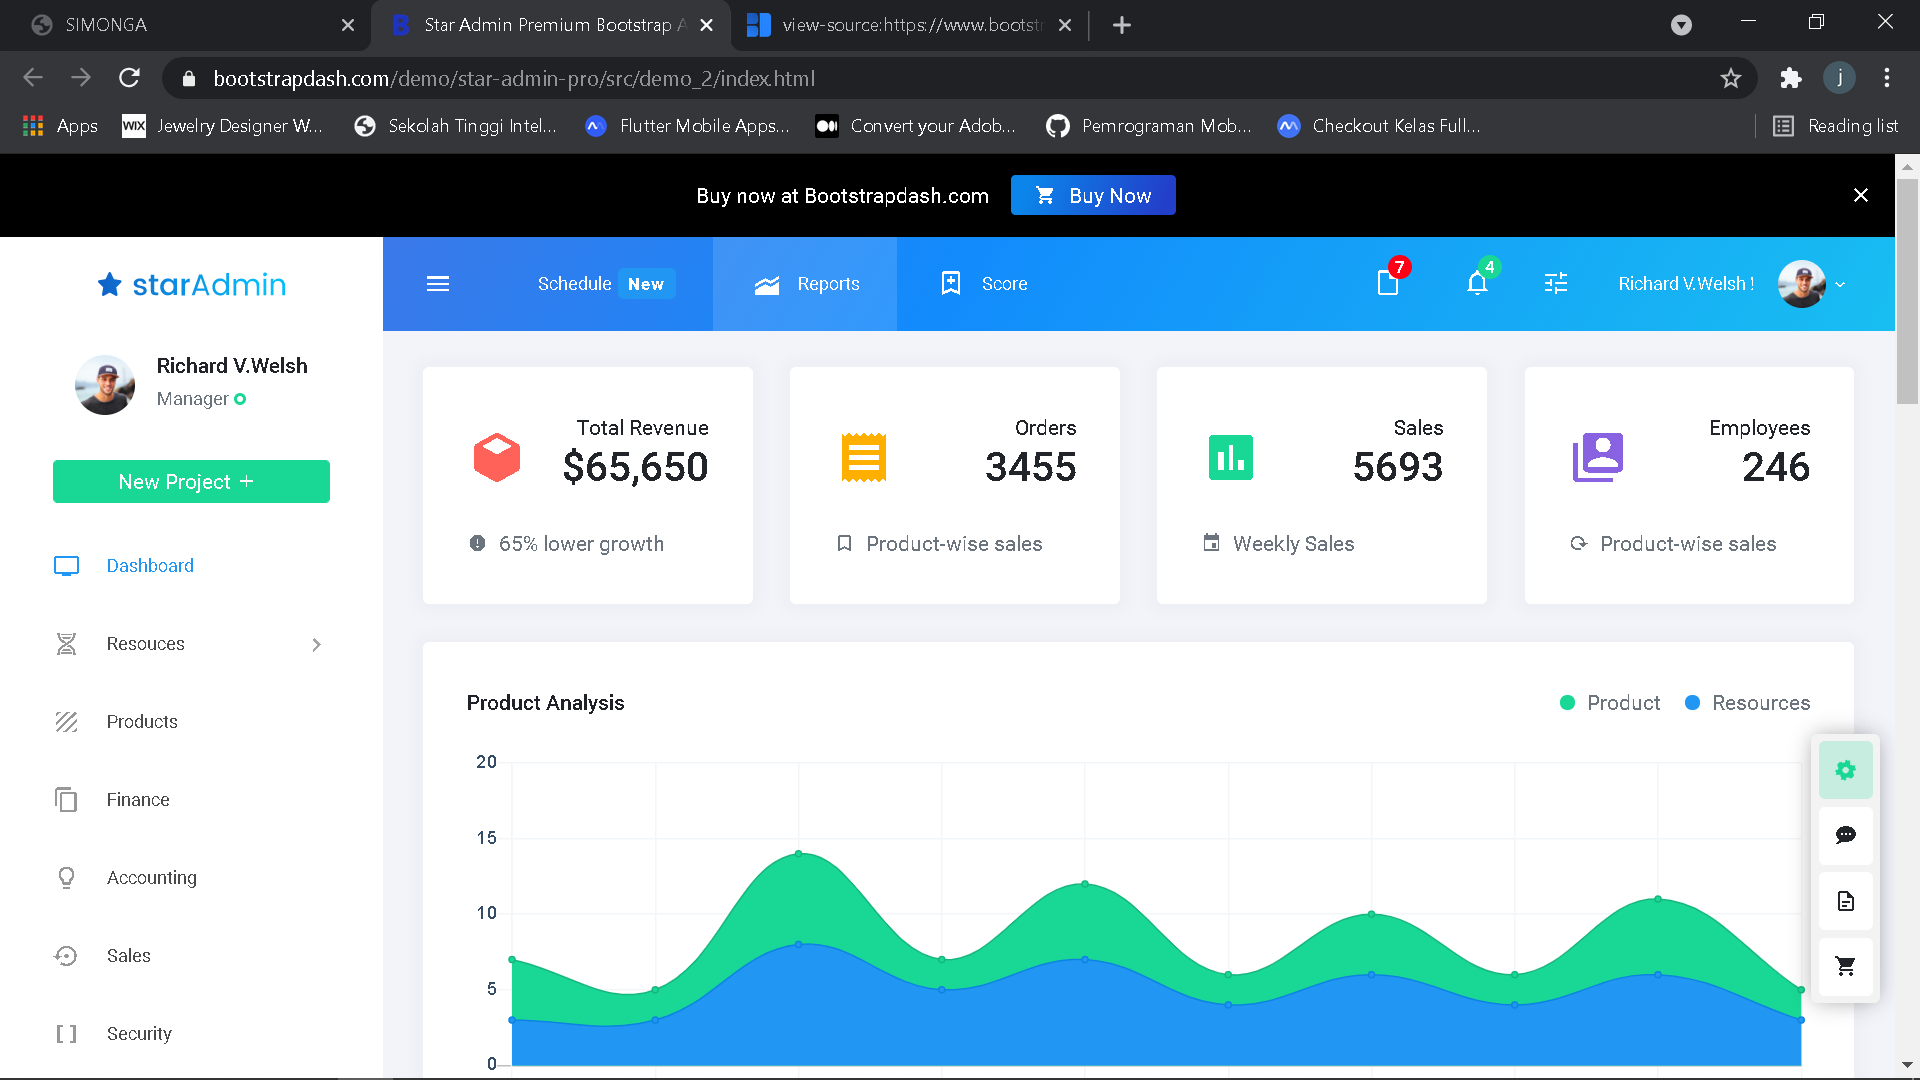 SIMONGA
Star Admin Premium Bootstrap A
view-source:https://www.bootst
bootstrapdash.com/demo/star-admin-pro/src/demo_2/index.html
j
Apps
WIX Jewelry Designer W...
Sekolah Tinggi Intel...
Flutter Mobile Apps...
Convert your Adob...
Pemrograman Mob...
Checkout Kelas Full...
Reading list
Buy now at Bootstrapdash.com
Buy Now
starAdmin
Schedule New
Reports
Score
7
4
Richard V.Welsh !
Richard V.Welsh
Manager
New Project +
Dashboard
Resouces
Products
Finance
Accounting
Sales
Security
Total Revenue
$65,650
65% lower growth
Orders
3455
Product-wise sales
Sales
5693
Weekly Sales
Employees
246
Product-wise sales
Product Analysis
Product
Resources
20
15
10
5
0